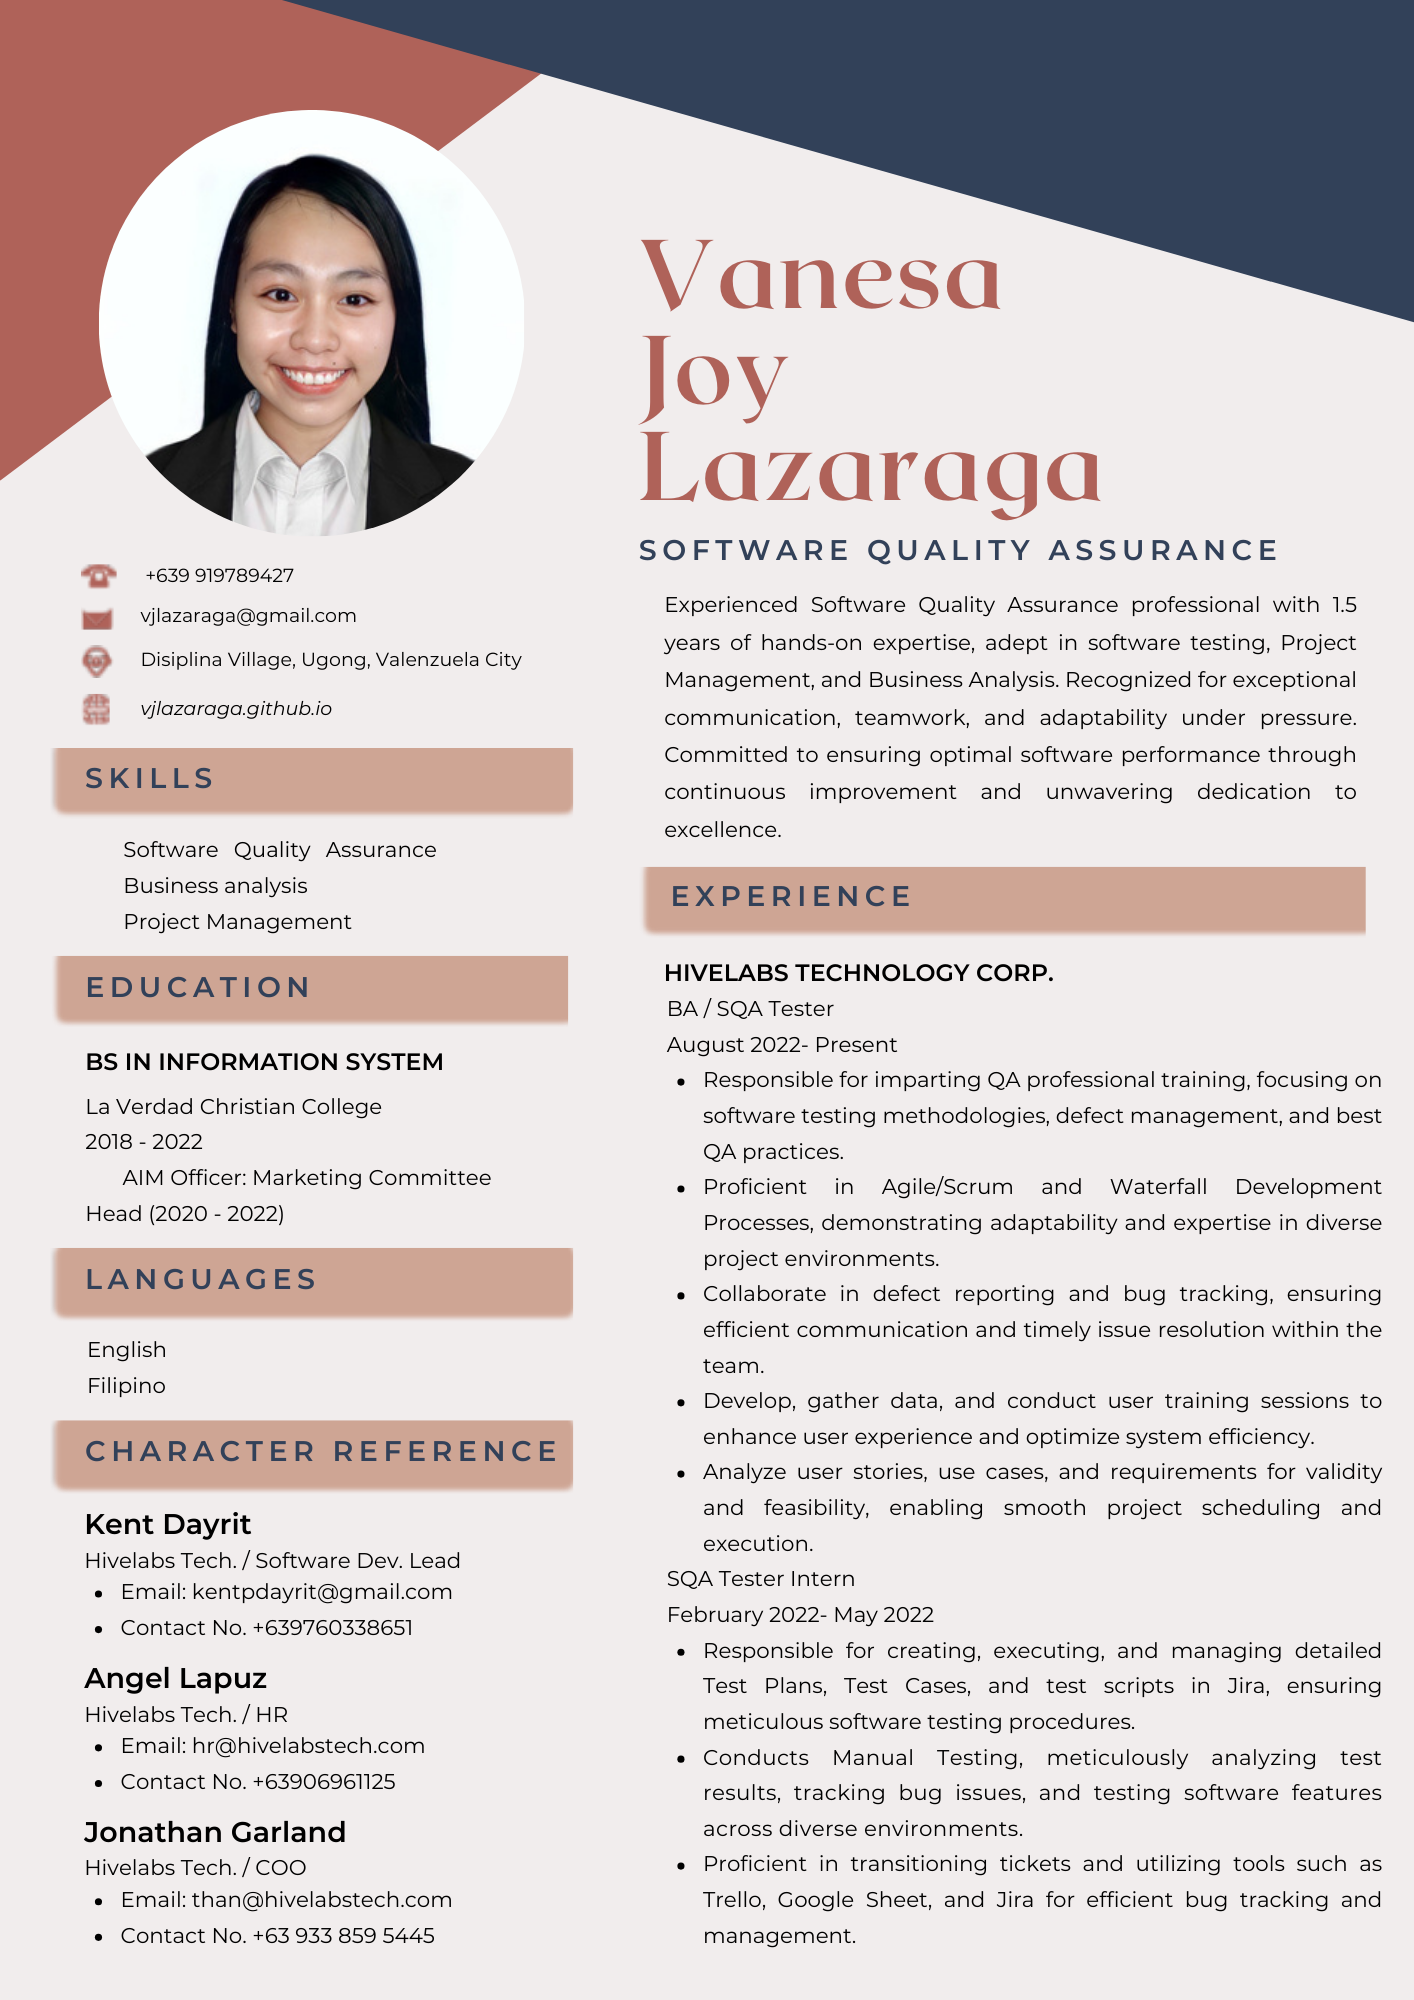 Vanesa
Joy
Lazaraga
SOFTWARE QUALITY ASSURANCE
Experienced Software Quality Assurance professional with 1.5
years of hands-on expertise, adept in software testing, Project
Management, and Business Analysis. Recognized for exceptional
communication, teamwork, and adaptability under pressure.
Committed to ensuring optimal software performance through
continuous improvement and unwavering dedication to
excellence.
+639 919789427
vjlazaraga@gmail.com
Disiplina Village, Ugong, Valenzuela City
vjlazaraga.github.io
SKILLS
Software Quality Assurance
Business analysis
Project Management
EDUCATION
BS IN INFORMATION SYSTEM
La Verdad Christian College
2018 - 2022
AIM Officer: Marketing Committee
Head (2020 - 2022)
LANGUAGES
English
Filipino
CHARACTER REFERENCE
Kent Dayrit
Hivelabs Tech. / Software Dev. Lead
• Email: kentpdayrit@gmail.com
• Contact No. +639760338651
Angel Lapuz
Hivelabs Tech. / HR
• Email: hr@hivelabstech.com
• Contact No. +63906961125
Jonathan Garland
Hivelabs Tech. / COO
• Email: than@hivelabstech.com
• Contact No. +63 933 859 5445
EXPERIENCE
HIVELABS TECHNOLOGY CORP.
BA / SQA Tester
August 2022- Present
• Responsible for imparting QA professional training, focusing on
software testing methodologies, defect management, and best
QA practices.
• Proficient in Agile/Scrum and Waterfall Development
Processes, demonstrating adaptability and expertise in diverse
project environments.
• Collaborate in defect reporting and bug tracking, ensuring
efficient communication and timely issue resolution within the
team.
• Develop, gather data, and conduct user training sessions to
enhance user experience and optimize system efficiency.
• Analyze user stories, use cases, and requirements for validity
and feasibility, enabling smooth project scheduling and
execution.
SQA Tester Intern
February 2022- May 2022
• Responsible for creating, executing, and managing detailed
Test Plans, Test Cases, and test scripts in Jira, ensuring
meticulous software testing procedures.
• Conducts Manual Testing, meticulously analyzing test
results, tracking bug issues, and testing software features
across diverse environments.
• Proficient in transitioning tickets and utilizing tools such as
Trello, Google Sheet, and Jira for efficient bug tracking and
management.